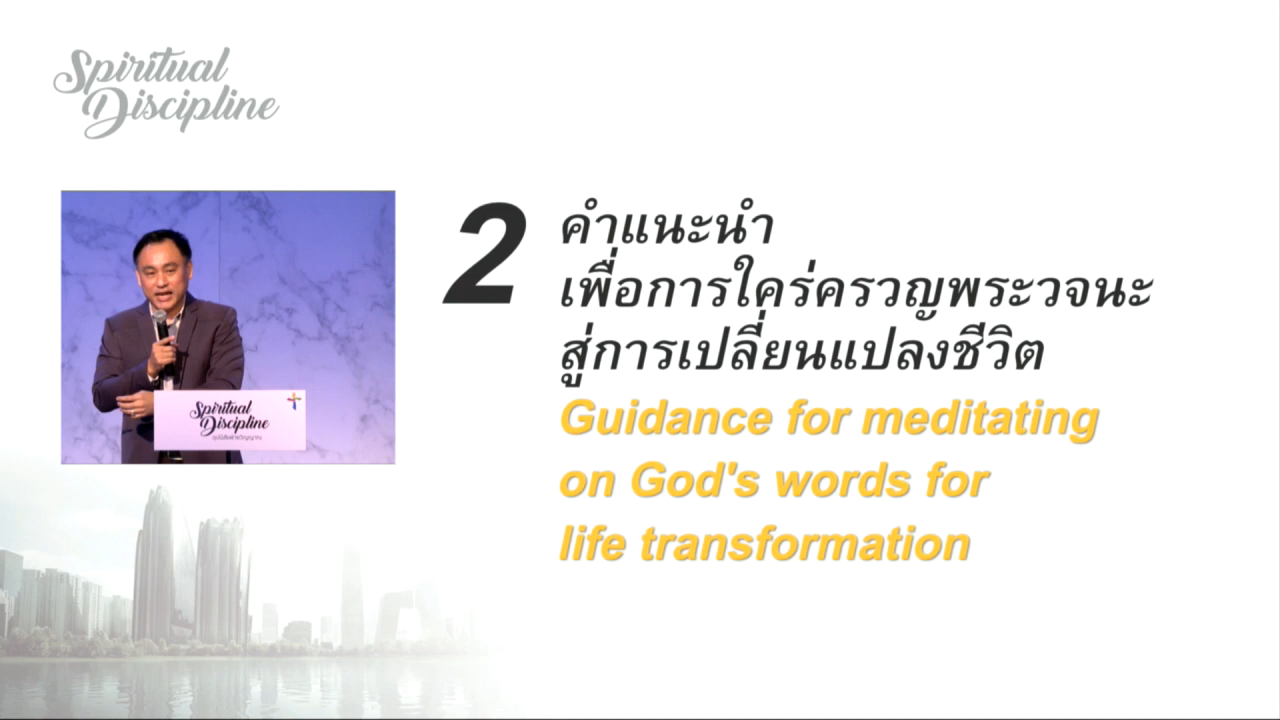 Spiritual
Discipline
2
คำแนะนำ
เพื่อการใคร่ครวญพระวจนะ
สู่การเปลี่ยนแปลงชีวิต
Guidance for meditating
on God's words for
life transformation
Spiritual
Discipline